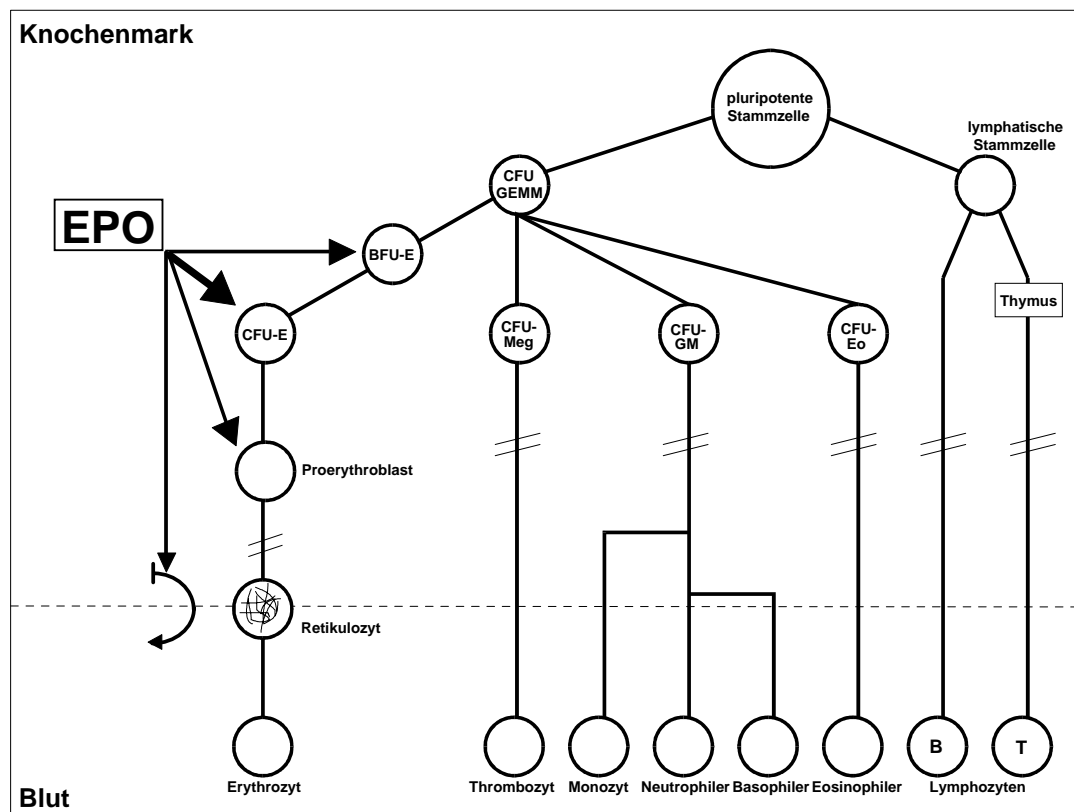 Knochenmark
pluripotente
Stammzelle
lymphatische
Stammzelle
CFU
GEMM
EPO
BFU-E
Thymus
CFU-E
CFU-
Meg
CFU-
GM
CFU-
Eo
Proerythroblast
Retikulozyt
B
T
Erythrozyt
Thrombozyt
Monozyt
Neutrophiler
Basophiler
Eosinophiler
Lymphozyten
Blut